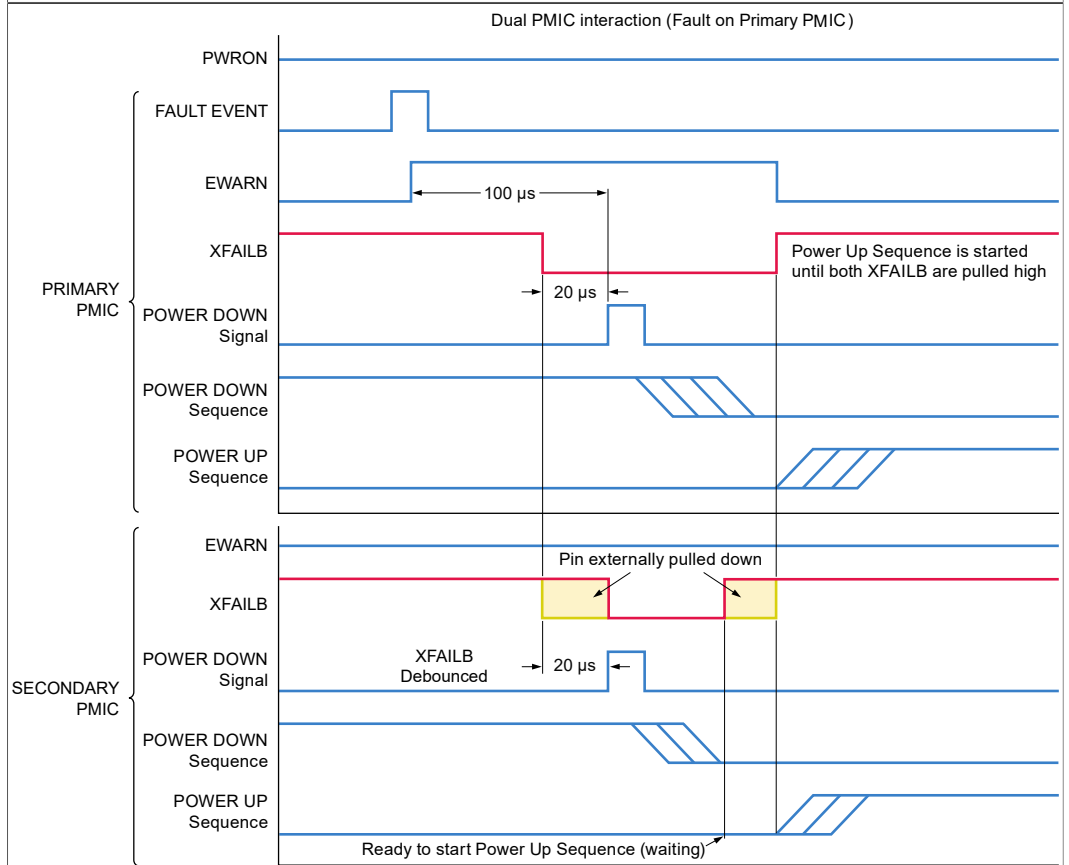 Dual PMIC interaction (Fault on Primary PMIC)
PWRON
FAULT EVENT
EWARN
100 µs
XFAILB
Power Up Sequence is started
until both XFAILB are pulled high
PRIMARY
PMIC
20 µs
POWER DOWN
Signal
POWER DOWN
Sequence
POWER UP
Sequence
EWARN
Pin externally pulled down
XFAILB
POWER DOWN
Signal
XFAILB
Debounced
20 µs
SECONDARY
PMIC
POWER DOWN
Sequence
POWER UP
Sequence
Ready to start Power Up Sequence (waiting)